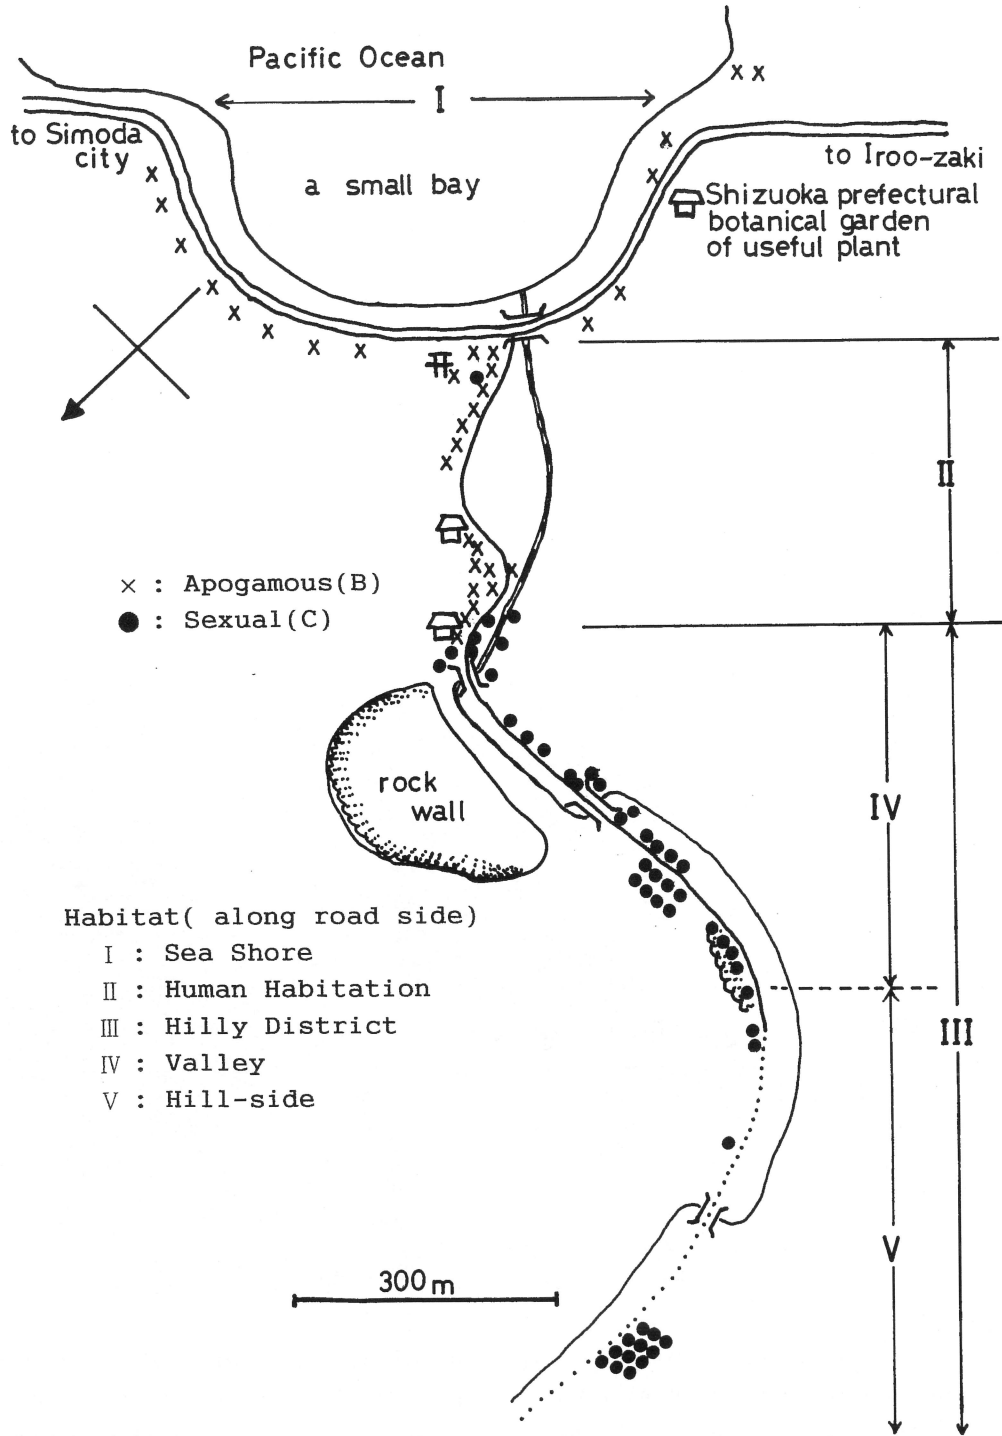 Pacific Ocean
I
to Simoda
city
a small bay
to Iroo-zaki
Shizuoka prefectural
botanical garden
of useful plant
II
× : Apogamous(B)
● : Sexual(C)
rock
wall
IV
Habitat( along road side)
I : Sea Shore
II : Human Habitation
III : Hilly District
IV : Valley
V : Hill-side
III
V
300m